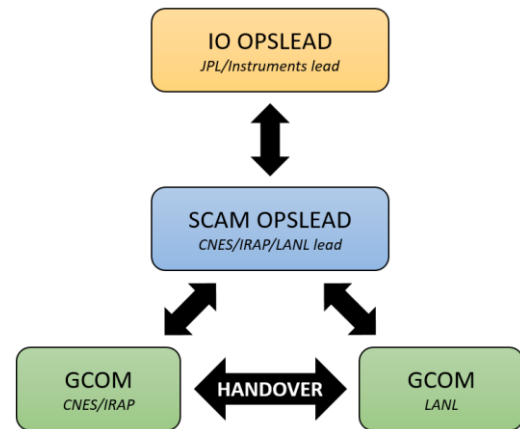 IO OPSLEAD
JPL/Instruments lead
SCAM OPSLEAD
CNES/IRAP/LANL lead
GCOM
CNES/IRAP
HANDOVER
GCOM
LANL